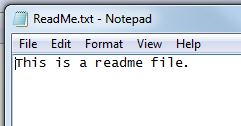 ReadMe.txt - Notepad
File Edit Format View Help
This is a readme file.